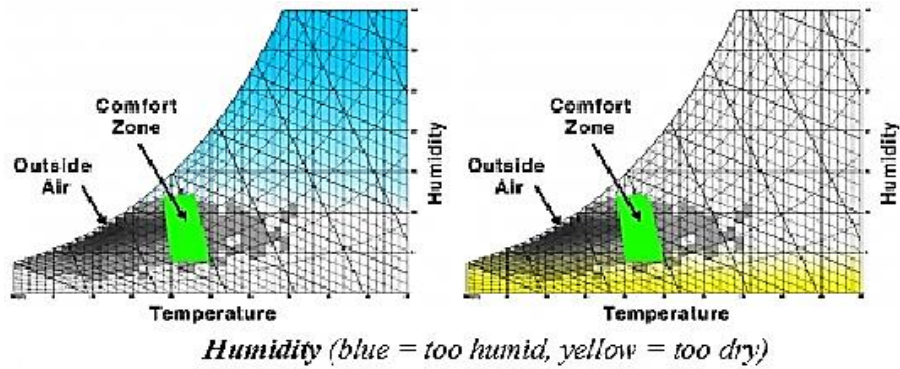 Comfort
Zone
Outside
Air
Humidity
Temperature
Comfort
Zone
Outside
Air
Humidity
Temperature
Humidity (blue = too humid, yellow = too dry)